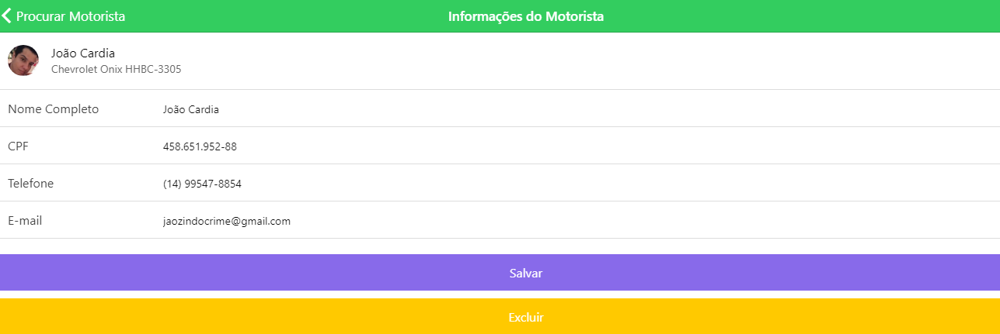 Procurar Motorista
Informações do Motorista
João Cardia
Chevrolet Onix HHBC-3305
Nome Completo João Cardia
CPF 458.651.952-88
Telefone (14) 99547-8854
E-mail jaozindocrime@gmail.com
Salvar
Excluir